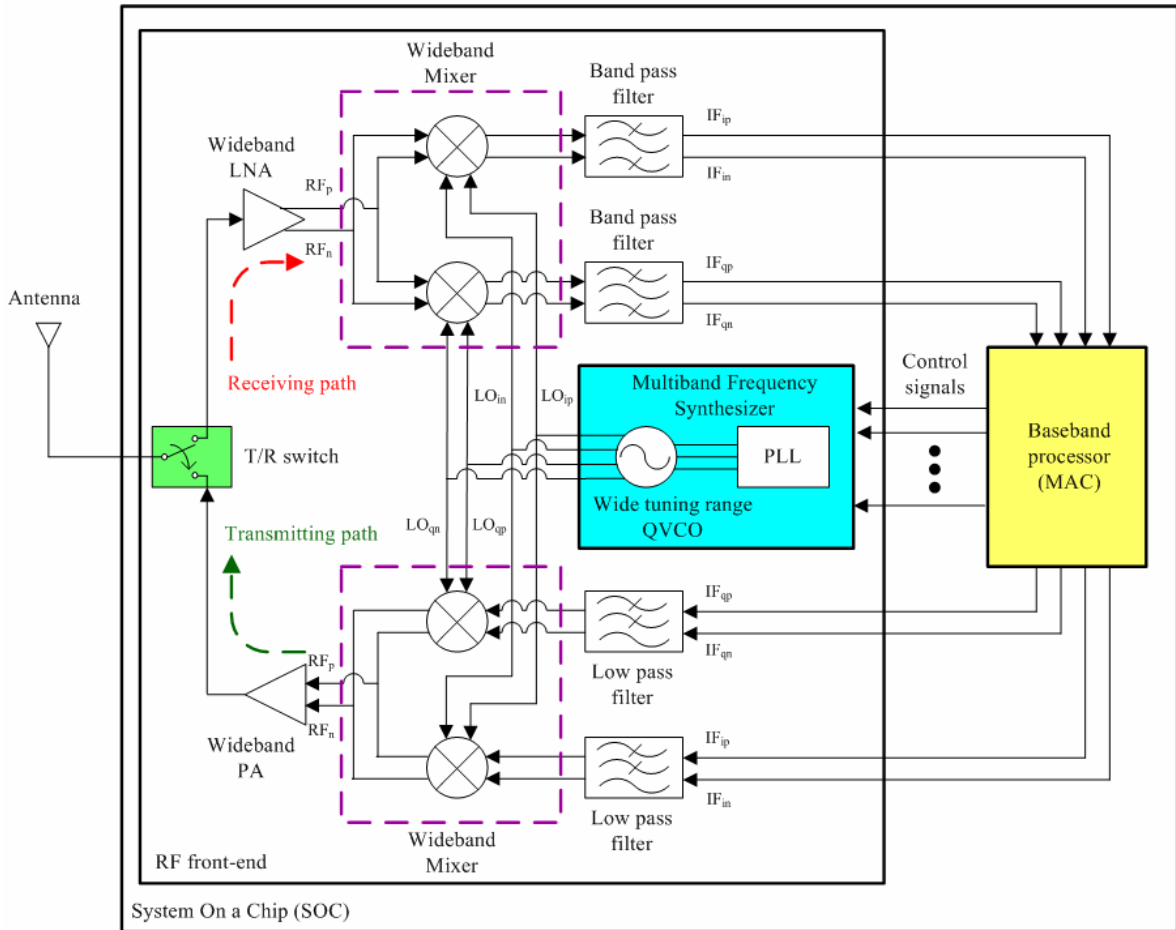 Wideband
Mixer
Band pass
filter
IFip
IFin
Wideband
LNA
RFp
RFn
Band pass
filter
IFqp
IFqn
Antenna
Receiving path
LOin
LOip
Multiband Frequency
Synthesizer
Control
signals
T/R switch
PLL
Baseband
processor
(MAC)
Wide tuning range
QVCO
LOqn
LOqp
Transmitting path
IFqp
IFqn
RFp
RFn
Low pass
filter
Wideband
PA
IFip
IFin
Low pass
filter
Wideband
Mixer
RF front-end
System On a Chip (SOC)